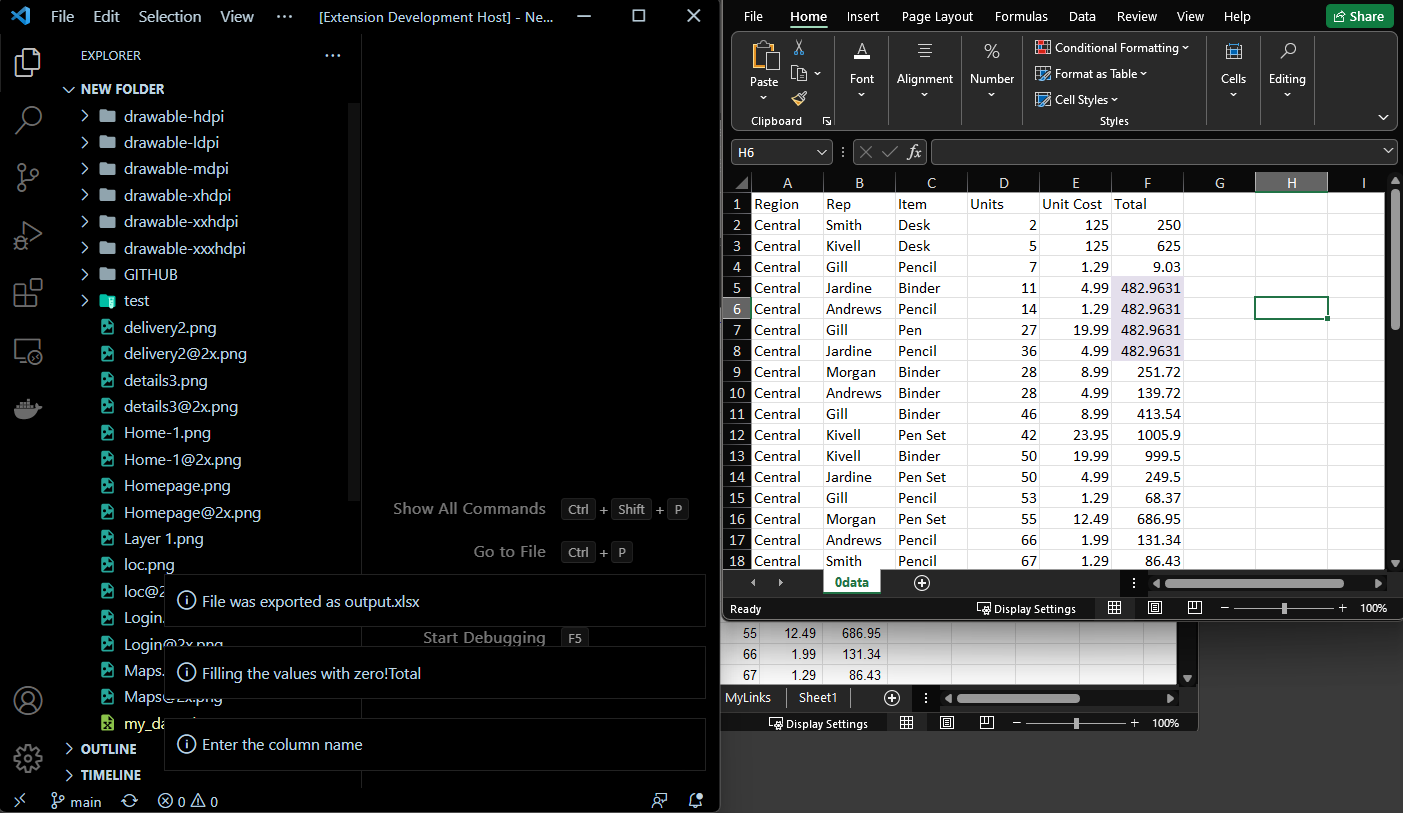 File Edit Selection View ··· [Extension Development Host] - Ne...
EXPLORER ···
NEW FOLDER
drawable-hdpi
drawable-ldpi
drawable-mdpi
drawable-xhdpi
drawable-xxhdpi
drawable-xxxhdpi
GITHUB
test
delivery2.png
delivery2@2x.png
details3.png
details3@2x.png
Home-1.png
Home-1@2x.png
Homepage.png
Homepage@2x.png
Layer 1.png
loc.png
loc@2
Login.
Login@2x.png
Maps.
Maps@2x.png
my_da
OUTLINE
TIMELINE
Show All Commands Ctrl + Shift + P
Go to File Ctrl + P
Start Debugging F5
File was exported as output.xlsx
Filling the values with zero!Total
Enter the column name
main 0 0
File Home Insert Page Layout Formulas Data Review View Help Share
Paste
Clipboard
Font
Alignment
%
Number
Conditional Formatting
Format as Table
Cell Styles
Styles
Cells
Editing
H6 fx
A B C D E F G H I
1 Region Rep Item Units Unit Cost Total
2 Central Smith Desk 2 125 250
3 Central Kivell Desk 5 125 625
4 Central Gill Pencil 7 1.29 9.03
5 Central Jardine Binder 11 4.99 482.9631
6 Central Andrews Pencil 14 1.29 482.9631
7 Central Gill Pen 27 19.99 482.9631
8 Central Jardine Pencil 36 4.99 482.9631
9 Central Morgan Binder 28 8.99 251.72
10 Central Andrews Binder 28 4.99 139.72
11 Central Gill Binder 46 8.99 413.54
12 Central Kivell Pen Set 42 23.95 1005.9
13 Central Kivell Binder 50 19.99 999.5
14 Central Jardine Pen Set 50 4.99 249.5
15 Central Gill Pencil 53 1.29 68.37
16 Central Morgan Pen Set 55 12.49 686.95
17 Central Andrews Pencil 66 1.99 131.34
18 Central Smith Pencil 67 1.29 86.43
0data
Ready Display Settings − + 100%
55 12.49 686.95
66 1.99 131.34
67 1.29 86.43
MyLinks Sheet1
Display Settings − + 100%